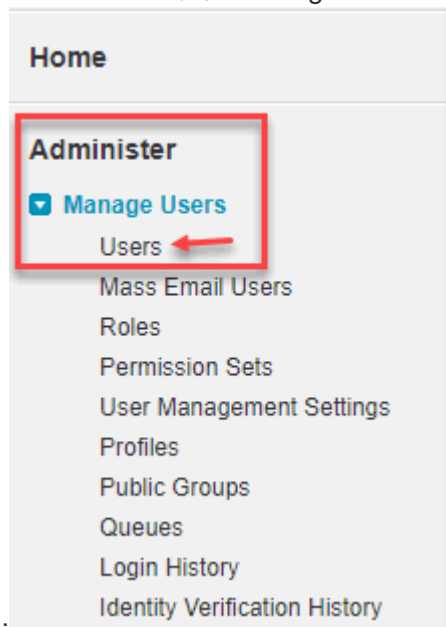 Home
Administer
Manage Users
Users
Mass Email Users
Roles
Permission Sets
User Management Settings
Profiles
Public Groups
Queues
Login History
Identity Verification History
.